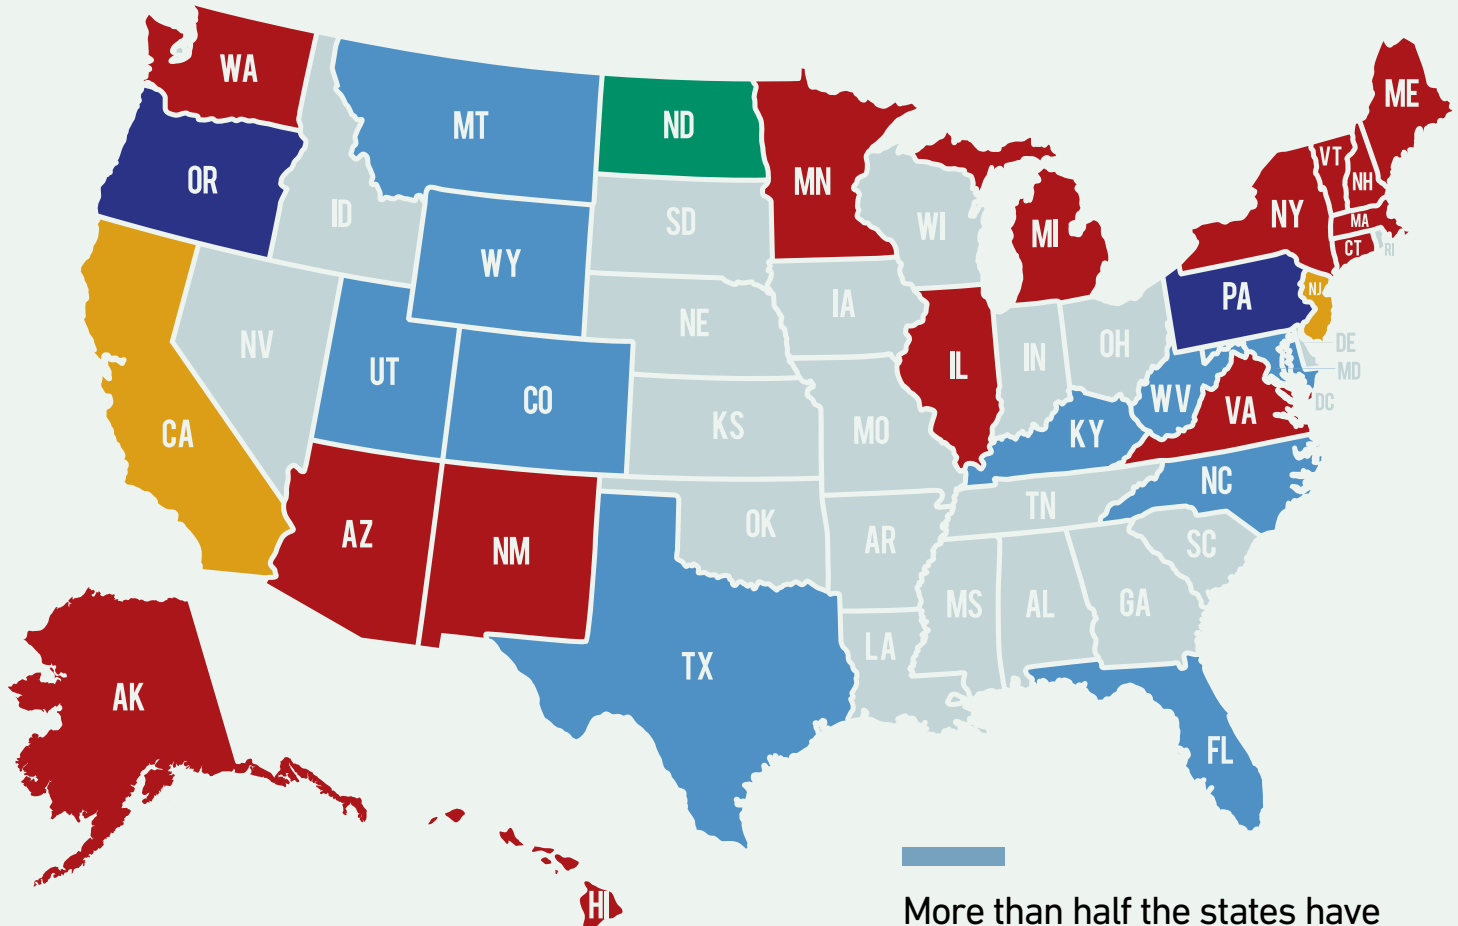 WA
ME
MT
ND
VT
OR
MN
NH
ID
SD
WI
MI
NY
MA
CT
RI
WY
PA
NJ
IA
NE
NV
OH
DE
IN
IL
UT
MD
CO
WV
DC
VA
KS
MO
KY
CA
NC
TN
OK
AZ
AR
SC
NM
MS
AL
GA
LA
TX
AK
FL
HI
More than half the states have